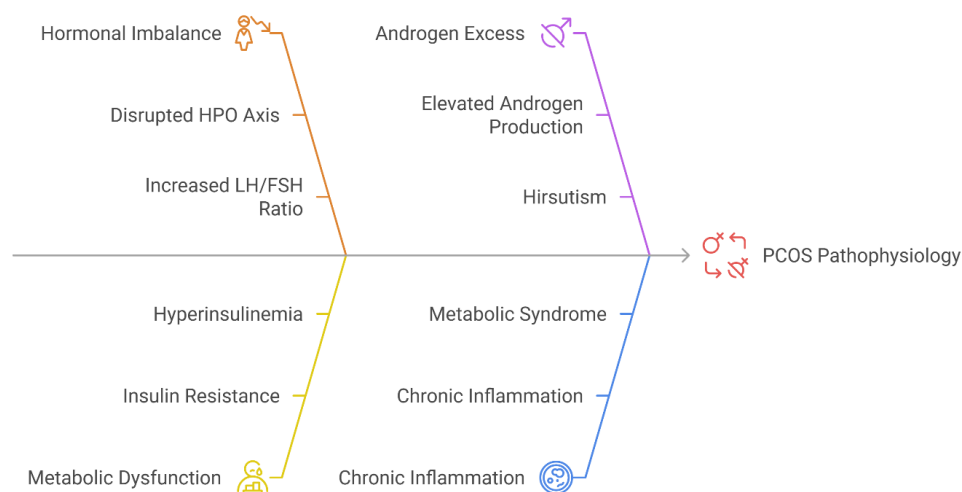 Hormonal Imbalance
Disrupted HPO Axis
Increased LH/FSH
Ratio
Androgen Excess
Elevated Androgen
Production
Hirsutism
PCOS Pathophysiology
Hyperinsulinemia
Insulin Resistance
Metabolic Dysfunction
Metabolic Syndrome
Chronic Inflammation
Chronic Inflammation